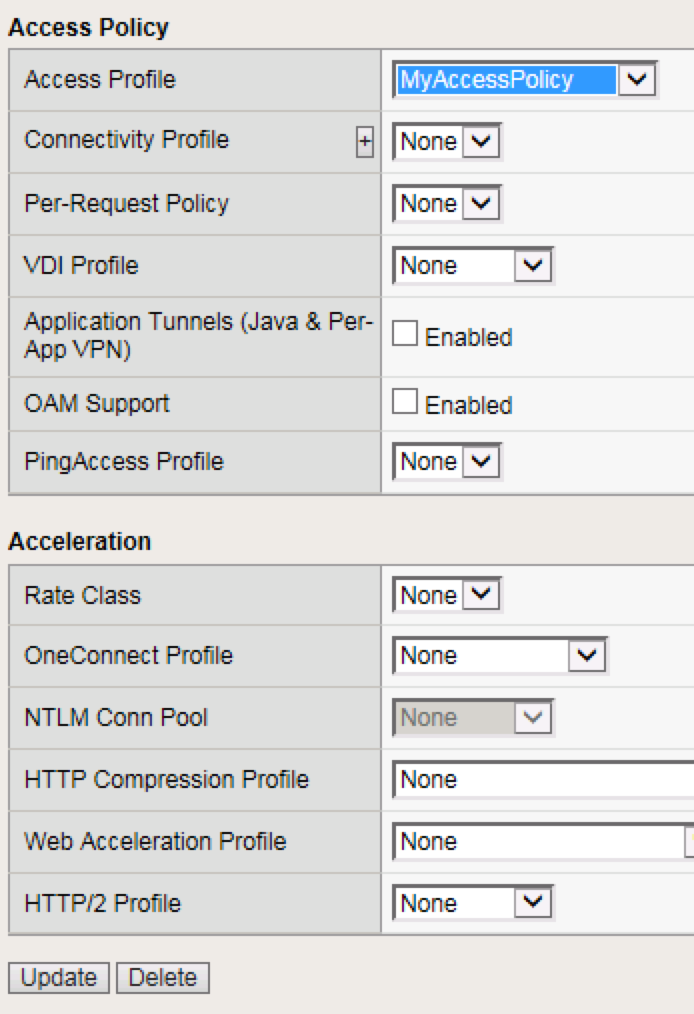 Access Policy
Access Profile MyAccessPolicy
Connectivity Profile + None
Per-Request Policy None
VDI Profile None
Application Tunnels (Java & Per-
App VPN) Enabled
OAM Support Enabled
PingAccess Profile None
Acceleration
Rate Class None
OneConnect Profile None
NTLM Conn Pool None
HTTP Compression Profile None
Web Acceleration Profile None
HTTP/2 Profile None
Update Delete